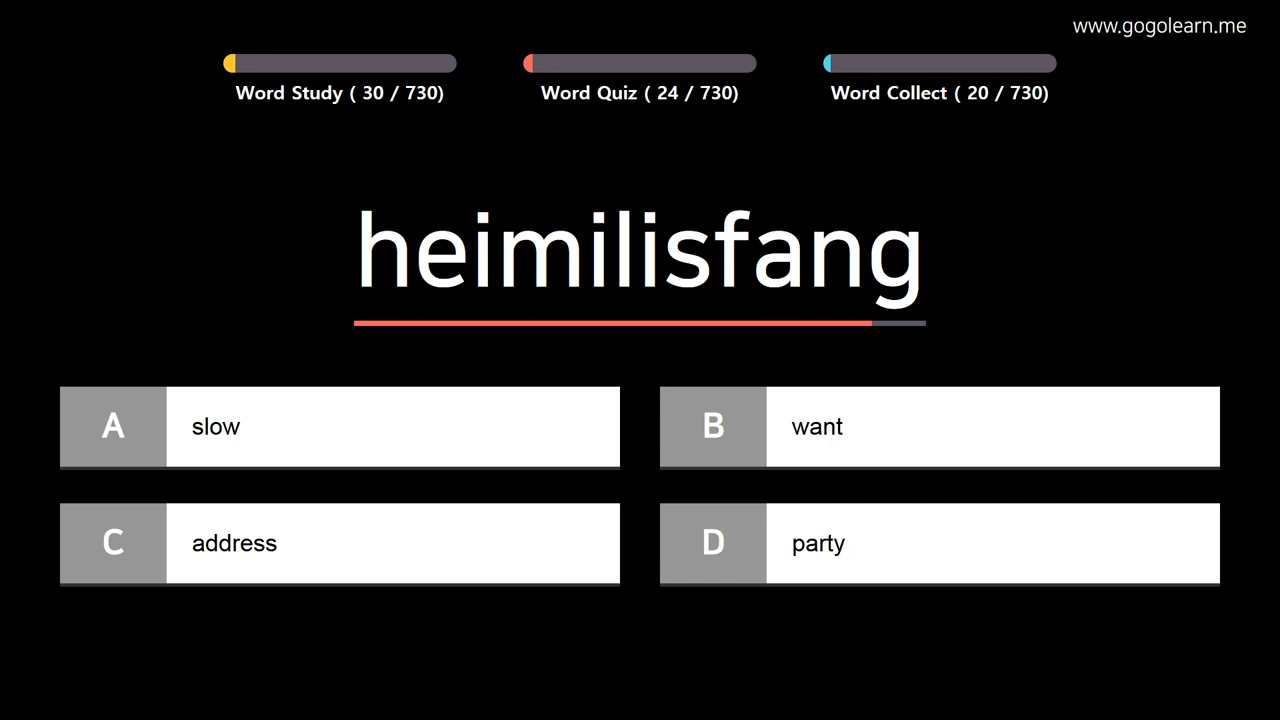 www.gogolearn.me
Word Study ( 30 / 730)
Word Quiz ( 24 / 730)
Word Collect ( 20 / 730)
heimilisfang
A slow
B want
C address
D party